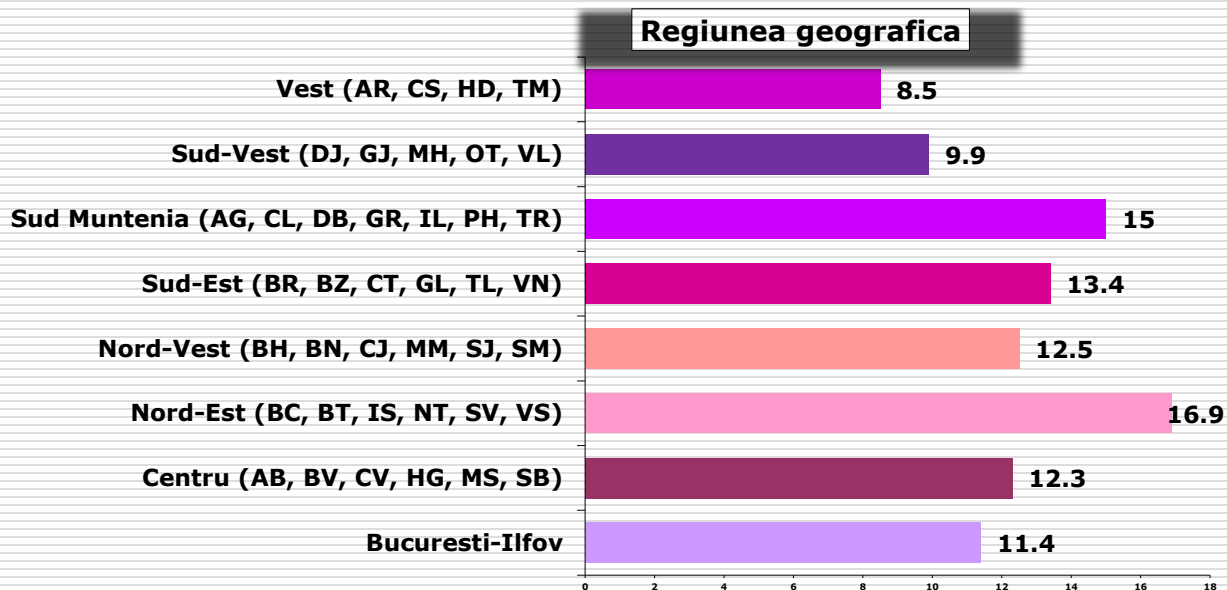 Regiunea geografica
Vest (AR, CS, HD, TM) 8.5
Sud-Vest (DJ, GJ, MH, OT, VL) 9.9
Sud Muntenia (AG, CL, DB, GR, IL, PH, TR) 15
Sud-Est (BR, BZ, CT, GL, TL, VN) 13.4
Nord-Vest (BH, BN, CJ, MM, SJ, SM) 12.5
Nord-Est (BC, BT, IS, NT, SV, VS) 16.9
Centru (AB, BV, CV, HG, MS, SB) 12.3
Bucuresti-Ilfov 11.4
0 2 4 6 8 10 12 14 16 18